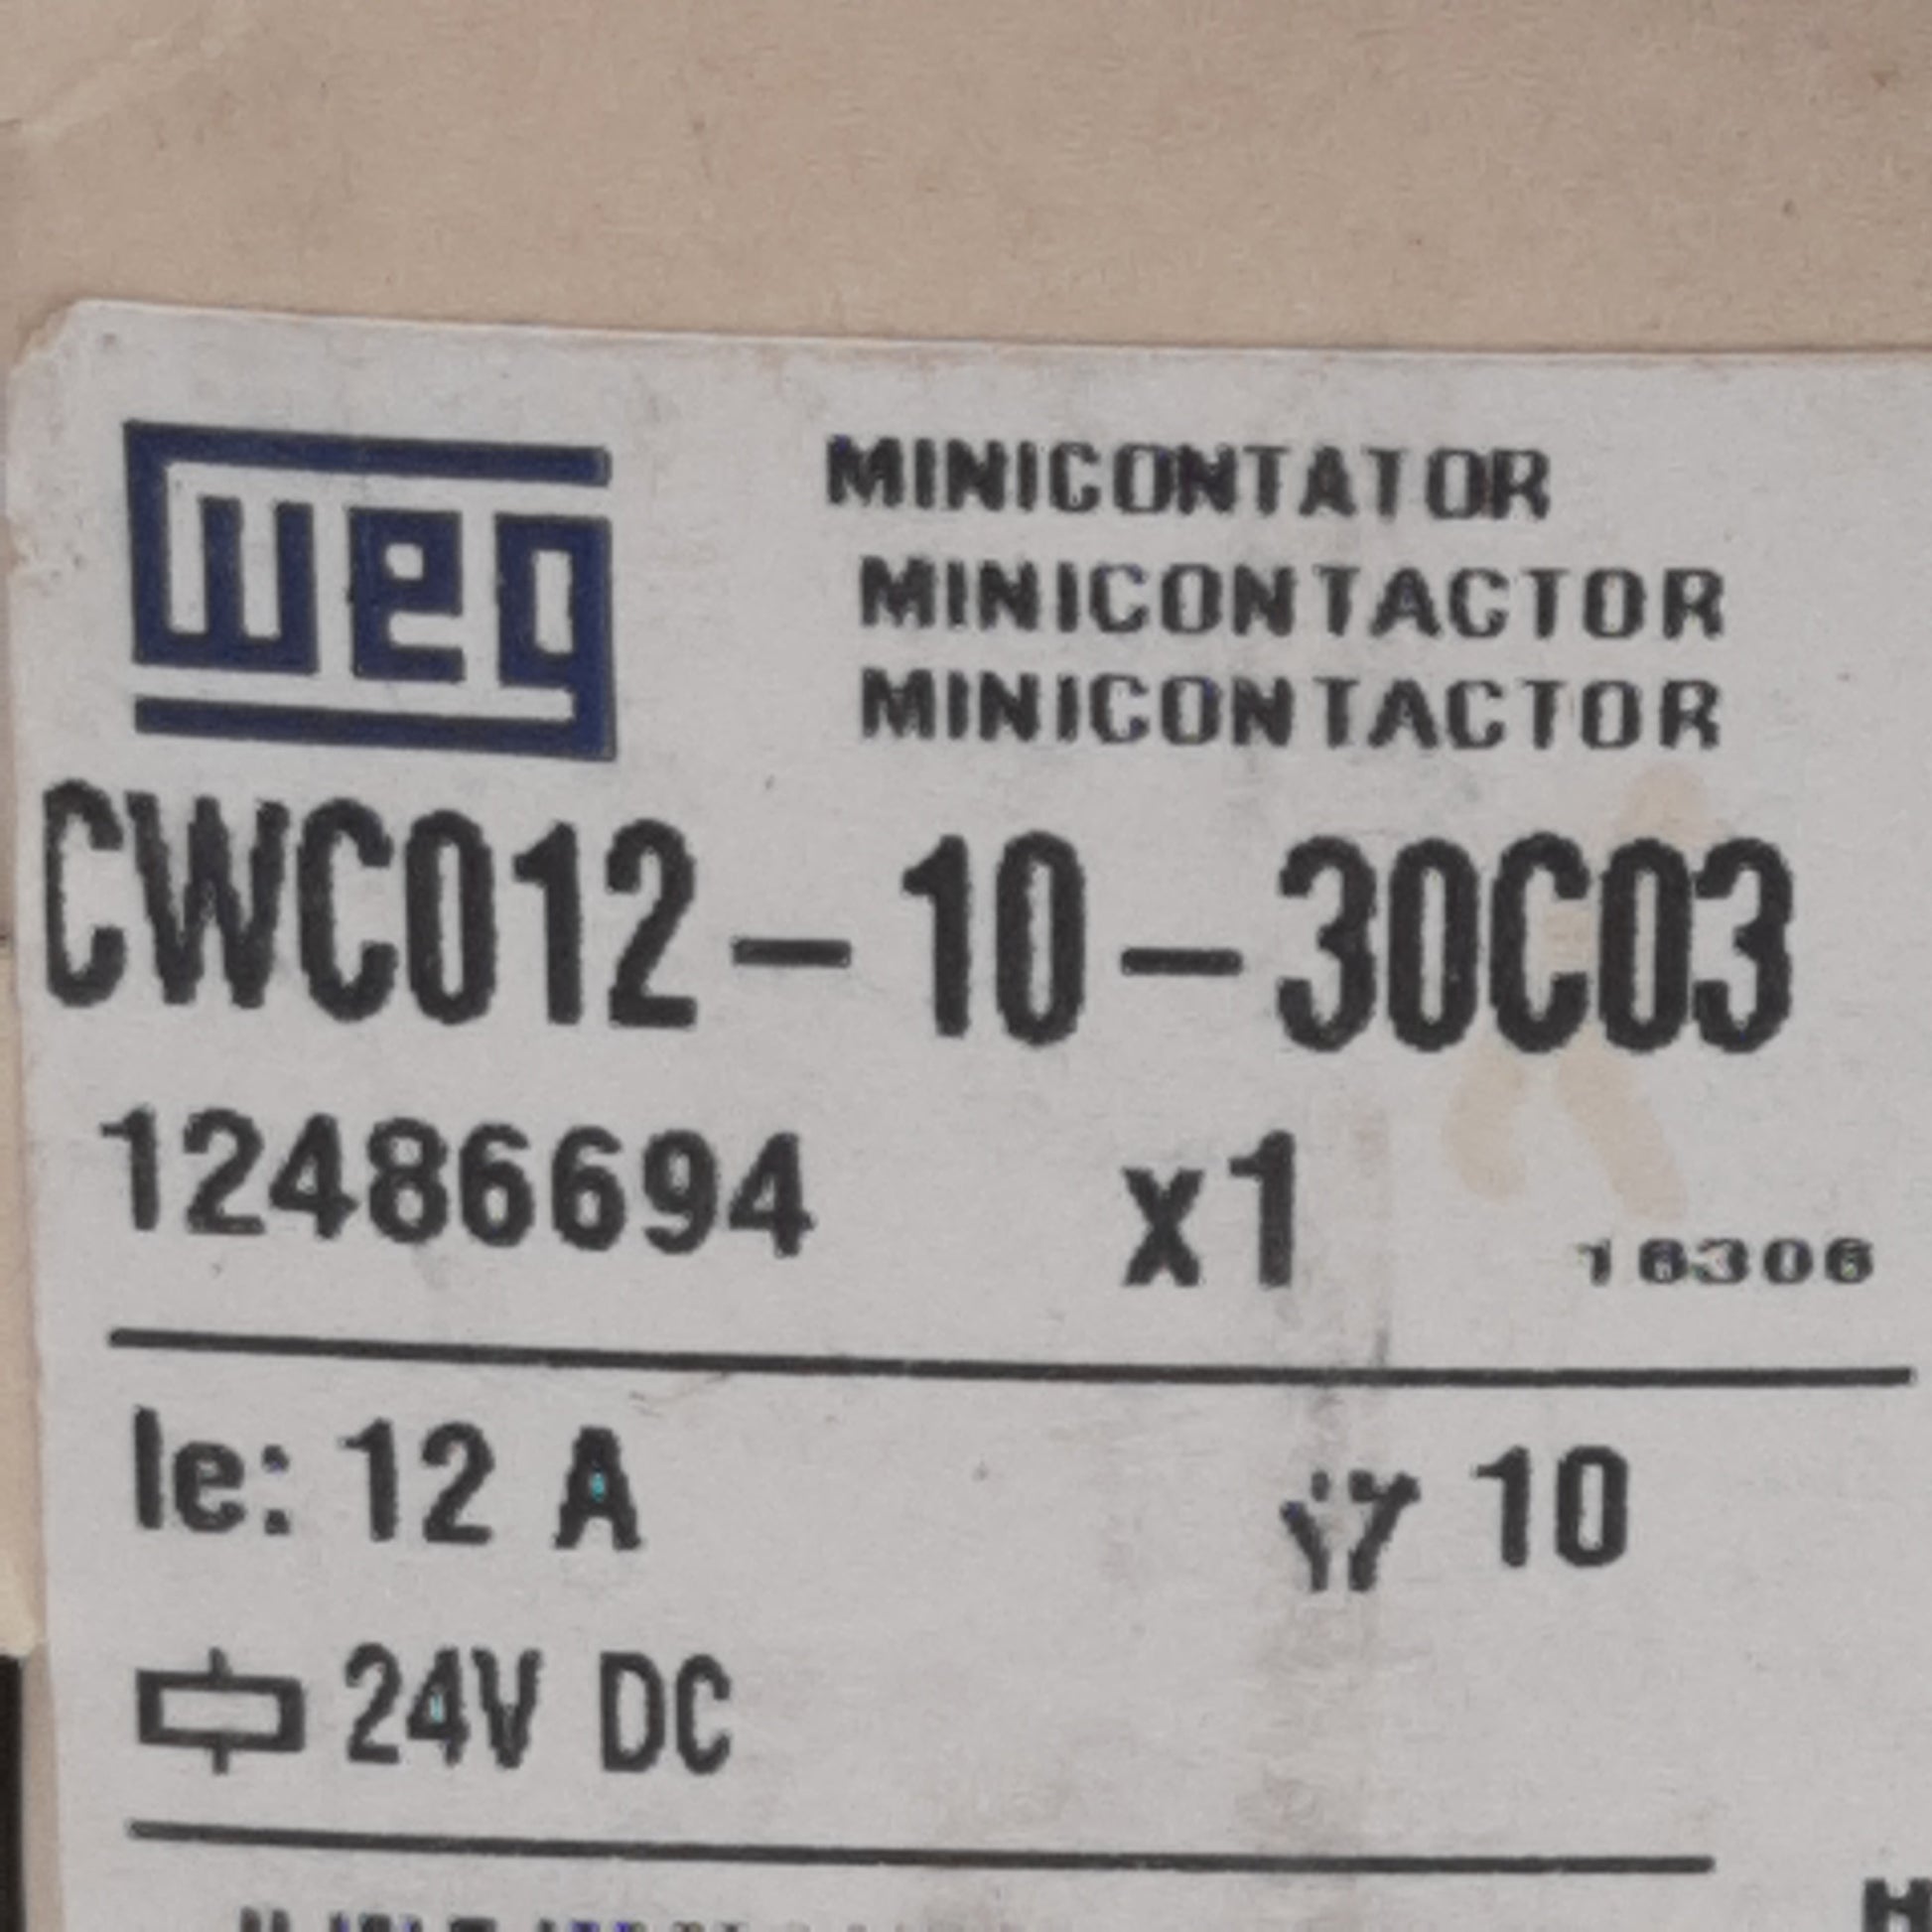 weg
MINICONTATOR
MINICONTACTOR
MINICONTACTOR
CWC012-10-30C03
12486694 x1 16306
Ie: 12 A 10
24V DC